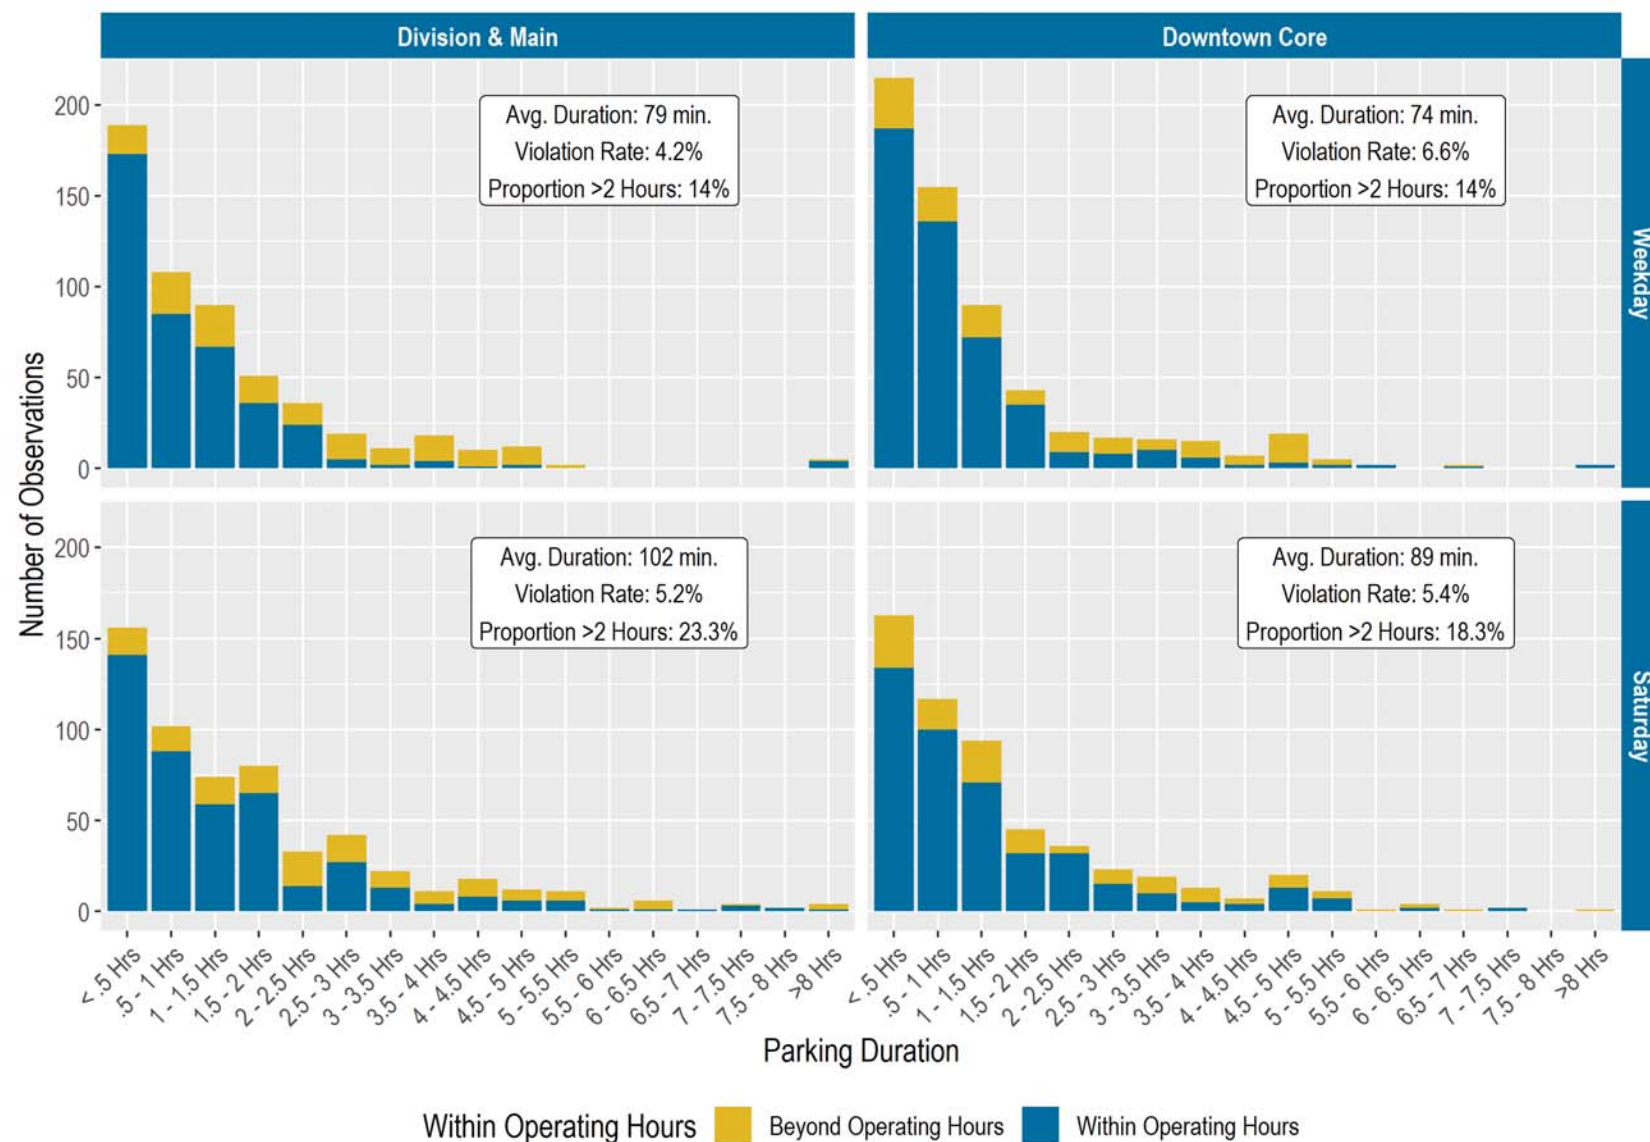 Division & Main
Downtown Core
Weekday
Saturday
Number of Observations
200
150
100
50
0
Avg. Duration: 79 min.
Violation Rate: 4.2%
Proportion >2 Hours: 14%
Avg. Duration: 74 min.
Violation Rate: 6.6%
Proportion >2 Hours: 14%
200
150
100
50
0
Avg. Duration: 102 min.
Violation Rate: 5.2%
Proportion >2 Hours: 23.3%
Avg. Duration: 89 min.
Violation Rate: 5.4%
Proportion >2 Hours: 18.3%
< .5 Hrs
.5 - 1 Hrs
1 - 1.5 Hrs
1.5 - 2 Hrs
2 - 2.5 Hrs
2.5 - 3 Hrs
3 - 3.5 Hrs
3.5 - 4 Hrs
4 - 4.5 Hrs
4.5 - 5 Hrs
5 - 5.5 Hrs
5.5 - 6 Hrs
6 - 6.5 Hrs
6.5 - 7 Hrs
7 - 7.5 Hrs
7.5 - 8 Hrs
>8 Hrs
< .5 Hrs
.5 - 1 Hrs
1 - 1.5 Hrs
1.5 - 2 Hrs
2 - 2.5 Hrs
2.5 - 3 Hrs
3 - 3.5 Hrs
3.5 - 4 Hrs
4 - 4.5 Hrs
4.5 - 5 Hrs
5 - 5.5 Hrs
5.5 - 6 Hrs
6 - 6.5 Hrs
6.5 - 7 Hrs
7 - 7.5 Hrs
7.5 - 8 Hrs
>8 Hrs
Parking Duration
Within Operating Hours Beyond Operating Hours Within Operating Hours